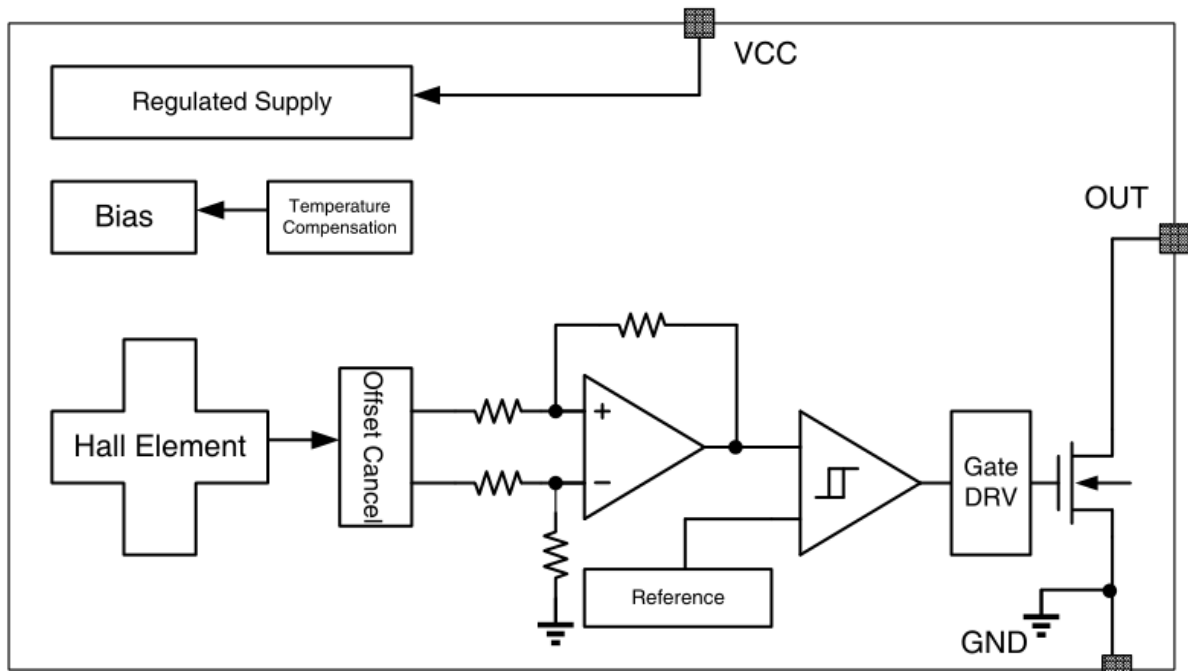 VCC
Regulated Supply
Bias
Temperature
Compensation
OUT
Hall Element
Offset Cancel
+
−
Gate
DRV
Reference
GND